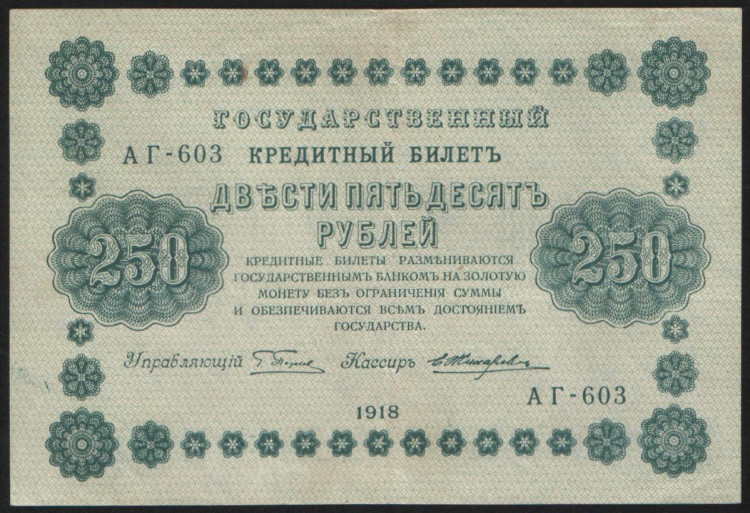 ГОСУДАРСТВЕННЫЙ
АГ-603 КРЕДИТНЫЙ БИЛЕТЪ
ДВѢСТИ ПЯТЬДЕСЯТЪ
РУБЛЕЙ
250
250
КРЕДИТНЫЕ БИЛЕТЫ РАЗМѢНИВАЮТСЯ
ГОСУДАРСТВЕННЫМЪ БАНКОМЪ НА ЗОЛОТУЮ
МОНЕТУ БЕЗЪ ОГРАНИЧЕНІЯ СУММЫ
И ОБЕЗПЕЧИВАЮТСЯ ВСѢМЪ ДОСТОЯНІЕМЪ
ГОСУДАРСТВА.
Управляющій Кассиръ
АГ-603
1918